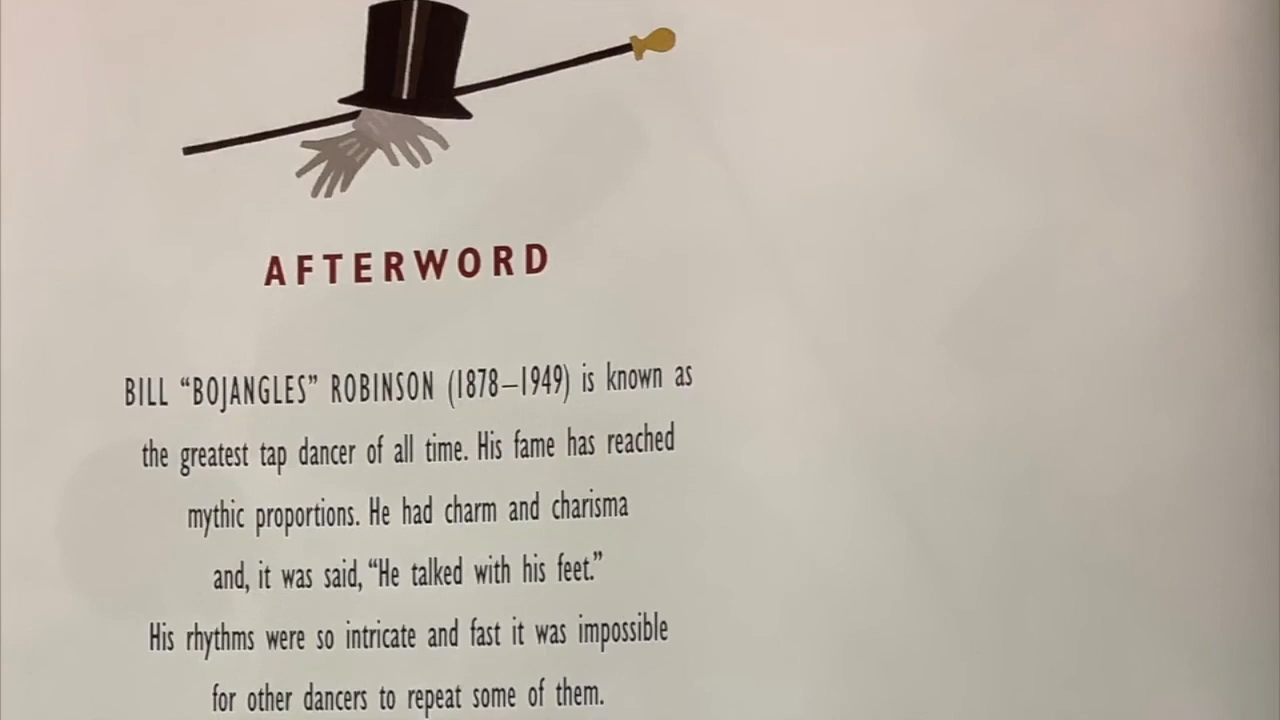 AFTERWORD
BILL “BOJANGLES” ROBINSON (1878–1949) is known as
the greatest tap dancer of all time. His fame has reached
mythic proportions. He had charm and charisma
and, it was said, “He talked with his feet.”
His rhythms were so intricate and fast it was impossible
for other dancers to repeat some of them.